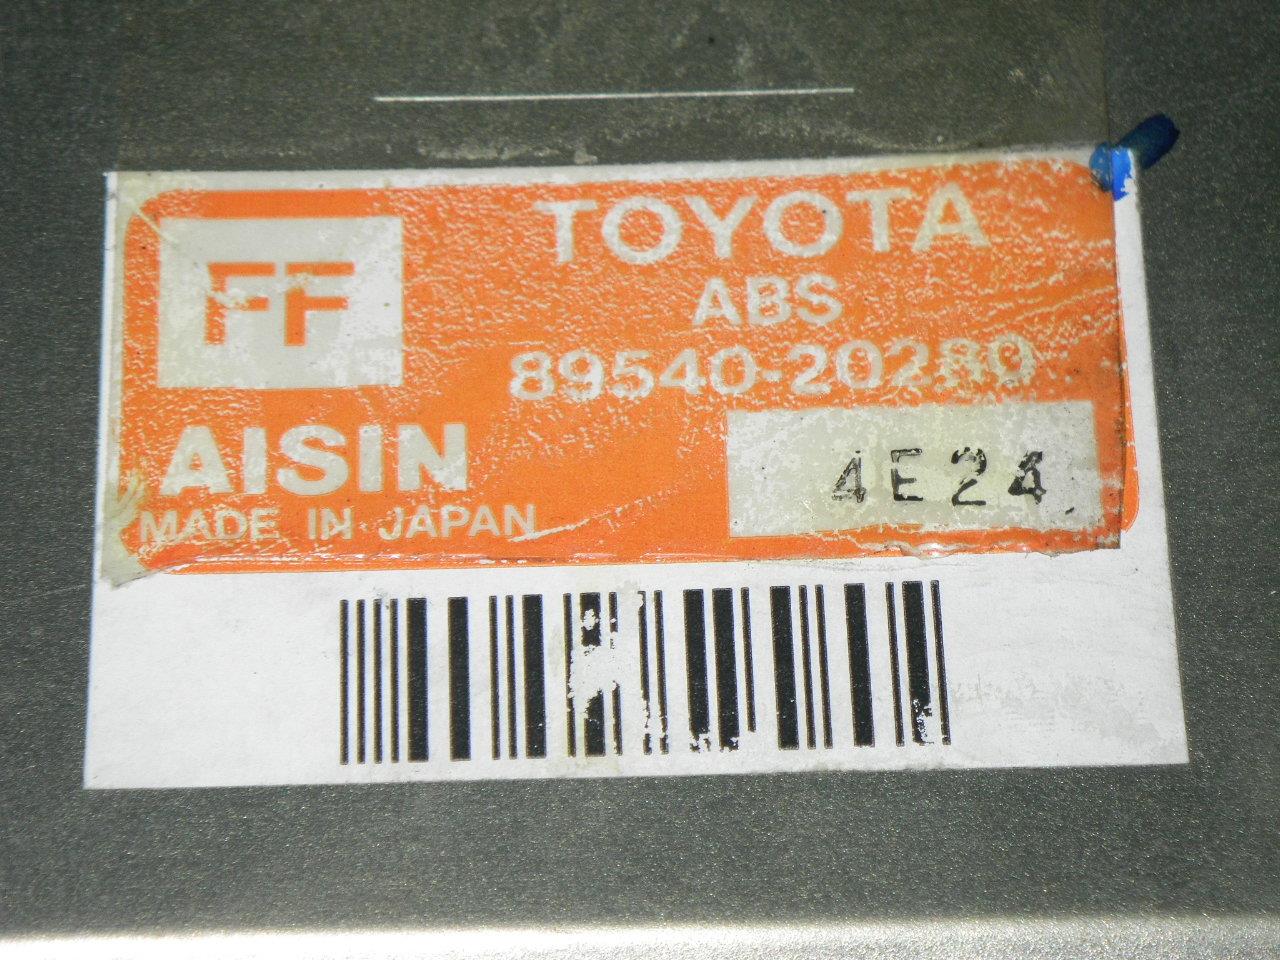 TOYOTA
ABS
FF
89540-20280
AISIN
4E24
MADE IN JAPAN